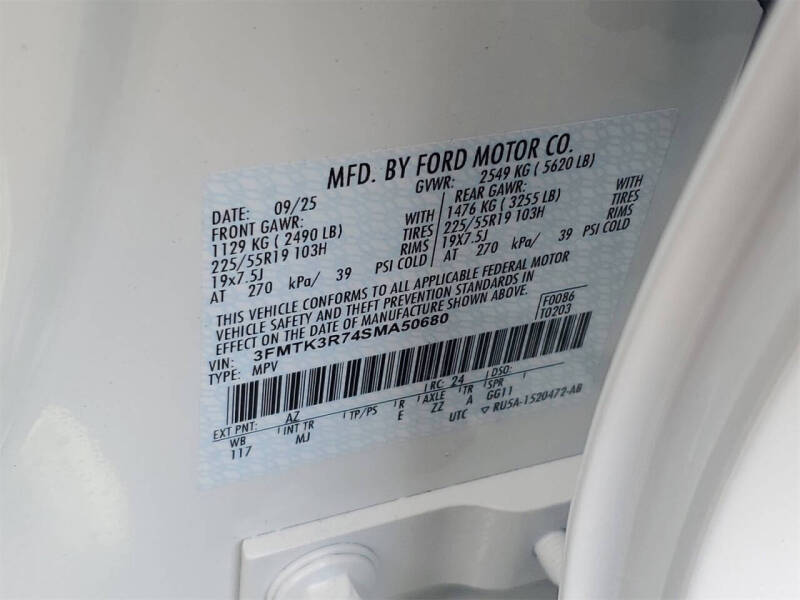 MFD. BY FORD MOTOR CO.
DATE: 09/25 GVWR: 2549 KG ( 5620 LB)
FRONT GAWR: REAR GAWR:
1129 KG ( 2490 LB) WITH 1476 KG ( 3255 LB) WITH
225/55R19 103H TIRES 225/55R19 103H TIRES
19x7.5J RIMS 19x7.5J RIMS
AT 270 kPa/ 39 PSI COLD AT 270 kPa/ 39 PSI COLD
THIS VEHICLE CONFORMS TO ALL APPLICABLE FEDERAL MOTOR
VEHICLE SAFETY AND THEFT PREVENTION STANDARDS IN
EFFECT ON THE DATE OF MANUFACTURE SHOWN ABOVE.
F0086
T0203
VIN: 3FMTK3R74SMA50680
TYPE: MPV
EXT PNT: AZ RC: 24 DSO:
WB INT TR TP/PS R AXLE TR SPR
117 MJ E ZZ A GG11
UTC ▽ RU5A-1520472-AB